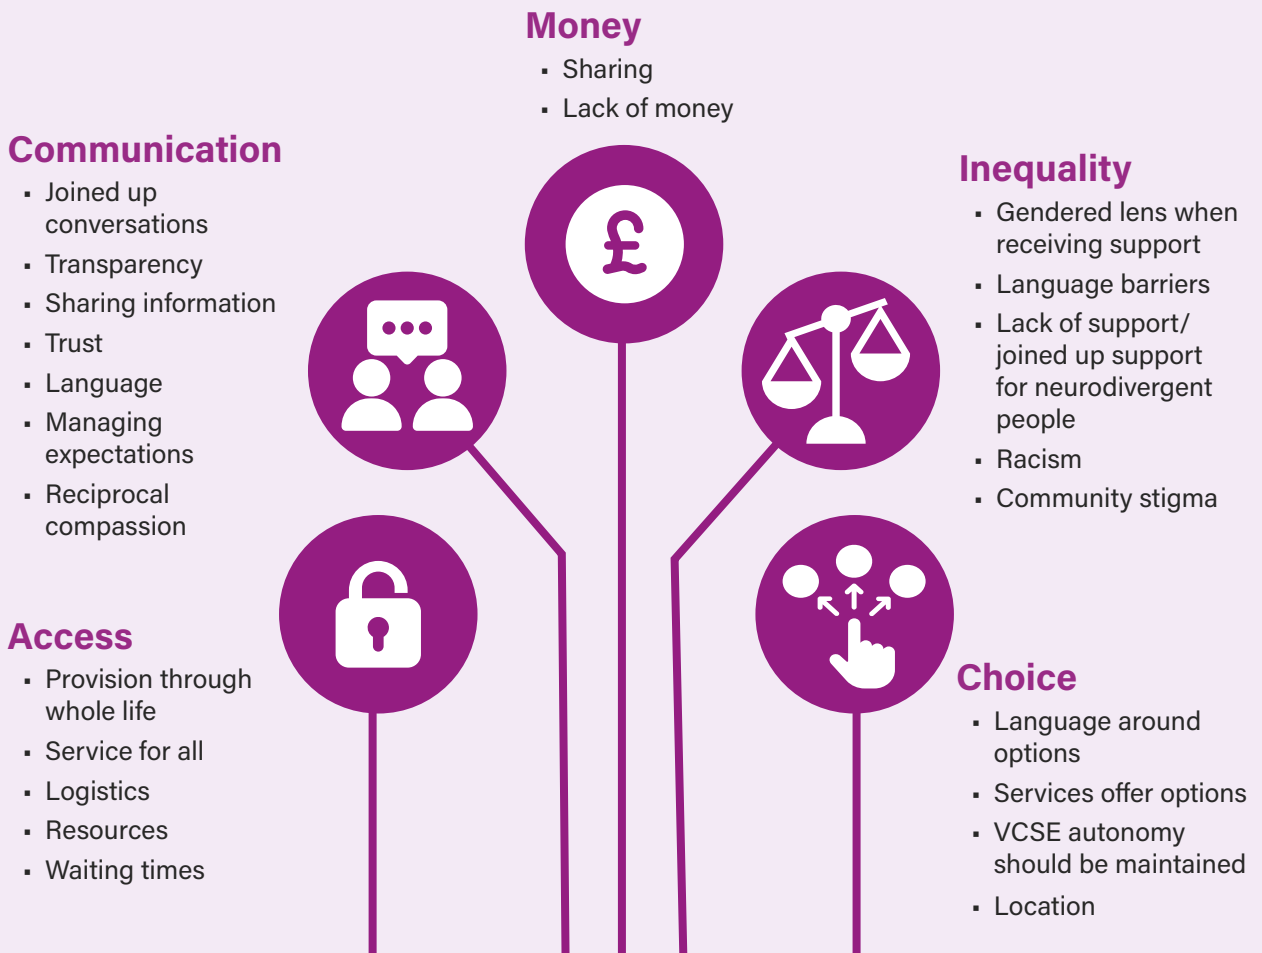 Money
▪ Sharing
▪ Lack of money
Communication
▪ Joined up
conversations
▪ Transparency
▪ Sharing information
▪ Trust
▪ Language
▪ Managing
expectations
▪ Reciprocal
compassion
£
Inequality
▪ Gendered lens when
receiving support
▪ Language barriers
▪ Lack of support/
joined up support
for neurodivergent
people
▪ Racism
▪ Community stigma
Access
▪ Provision through
whole life
▪ Service for all
▪ Logistics
▪ Resources
▪ Waiting times
Choice
▪ Language around
options
▪ Services offer options
▪ VCSE autonomy
should be maintained
▪ Location